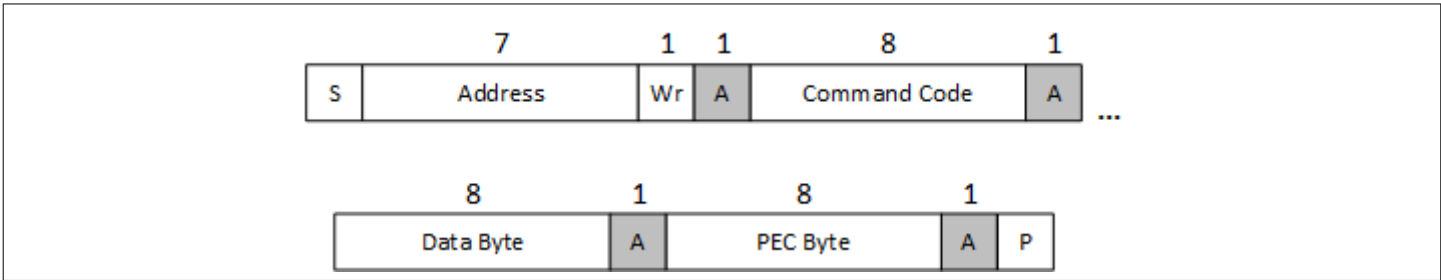 7 1 1 8 1
S Address Wr A Command Code A ...
8 1 8 1
Data Byte A PEC Byte A P